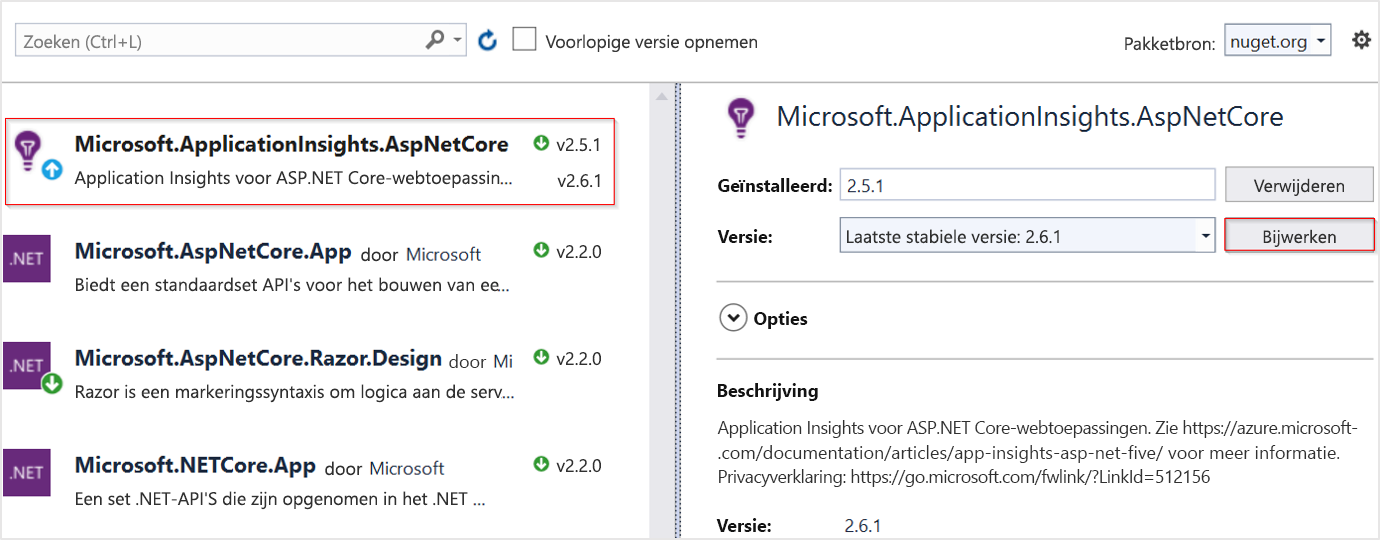 Zoeken (Ctrl+L)
Voorlopige versie opnemen
Pakketbron: nuget.org
Microsoft.ApplicationInsights.AspNetCore v2.5.1
Application Insights voor ASP.NET Core-webtoepassin... v2.6.1
.NET
Microsoft.AspNetCore.App door Microsoft v2.2.0
Biedt een standaardset API's voor het bouwen van ee...
.NET
Microsoft.AspNetCore.Razor.Design door Mi v2.2.0
Razor is een markeringssyntaxis om logica aan de serv...
.NET
Microsoft.NETCore.App door Microsoft v2.2.0
Een set .NET-API'S die zijn opgenomen in het .NET ...
Microsoft.ApplicationInsights.AspNetCore
Geïnstalleerd: 2.5.1 Verwijderen
Versie: Laatste stabiele versie: 2.6.1 Bijwerken
Opties
Beschrijving
Application Insights voor ASP.NET Core-webtoepassingen. Zie https://azure.microsoft-
.com/documentation/articles/app-insights-asp-net-five/ voor meer informatie.
Privacyverklaring: https://go.microsoft.com/fwlink/?LinkId=512156
Versie: 2.6.1